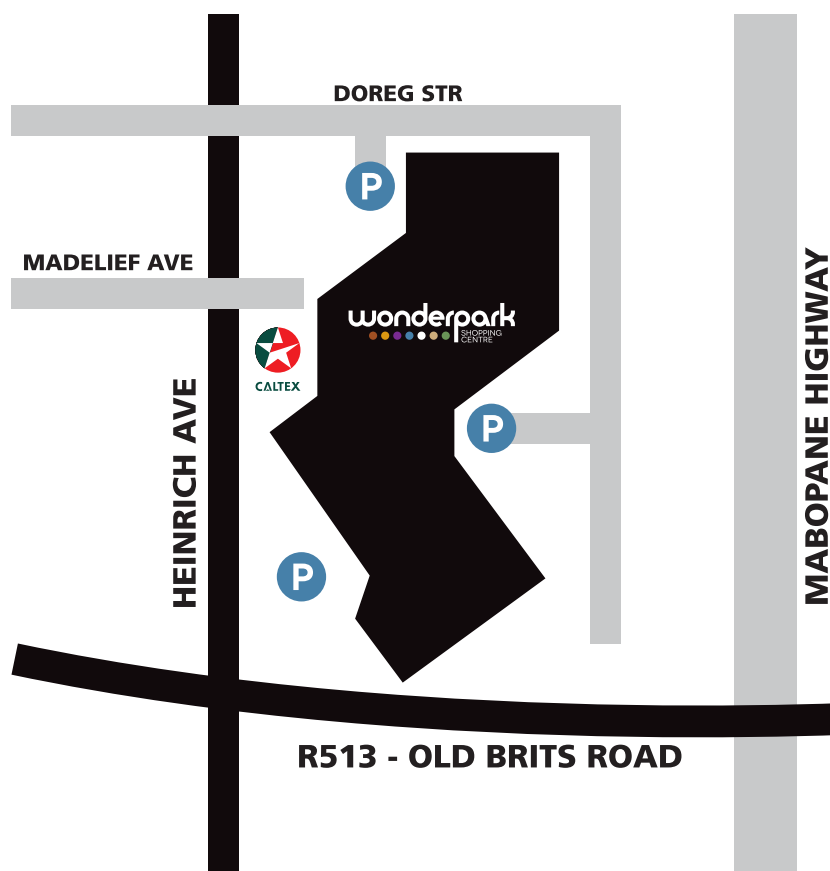 DOREG STR
P
MADELIEF AVE
wonderpark
SHOPPING
CENTRE
CALTEX
HEINRICH AVE
P
MABOPANE HIGHWAY
P
R513 - OLD BRITS ROAD